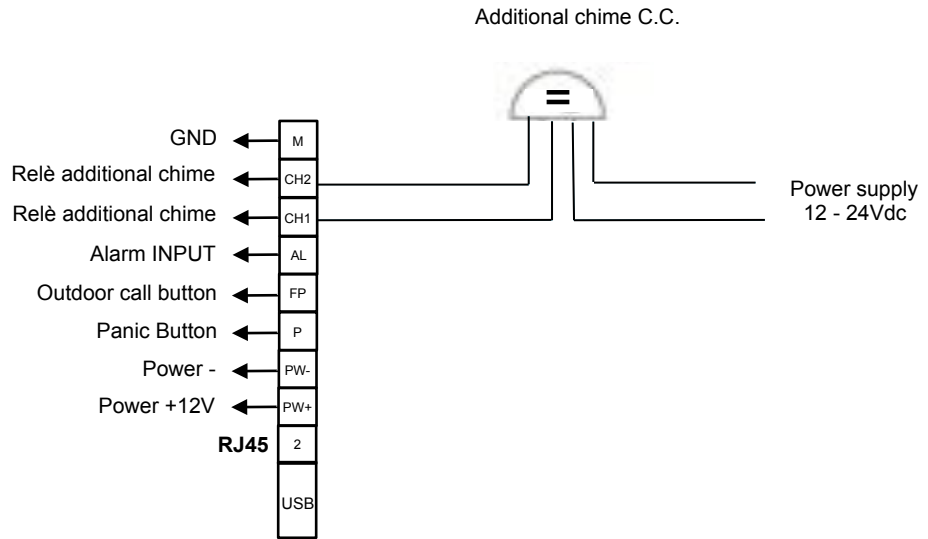 Additional chime C.C.
=
GND M
Relè additional chime CH2
Relè additional chime CH1
Alarm INPUT AL
Outdoor call button FP
Panic Button P
Power - PW-
Power +12V PW+
RJ45 2
USB
Power supply
12 - 24Vdc